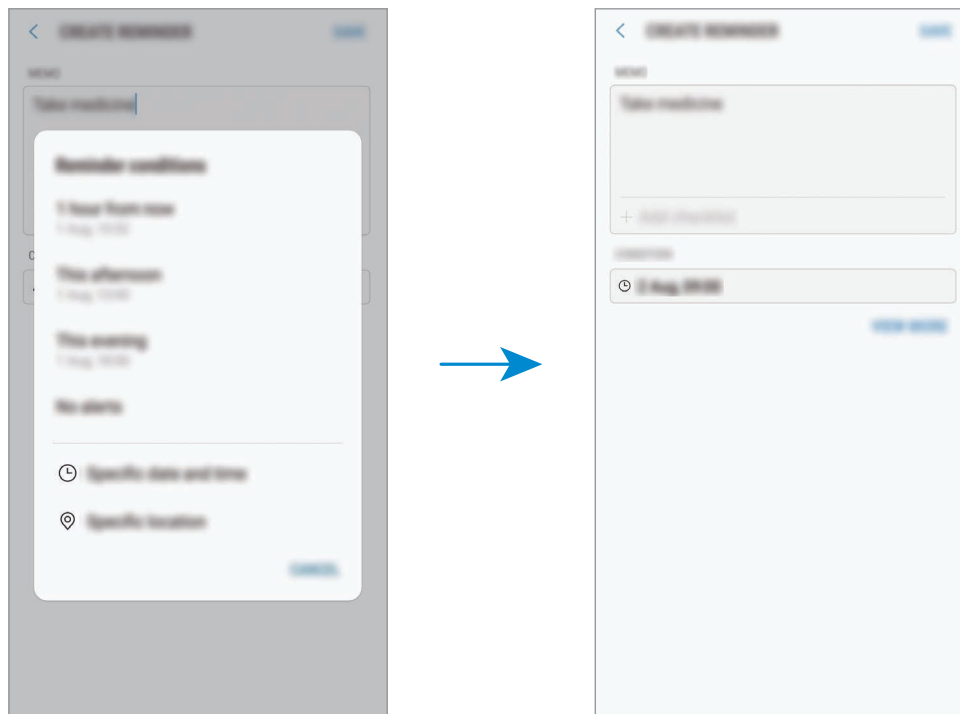 CREATE REMINDER
SAVE
MEMO
Take medicine
Reminder conditions
1 hour from now
This afternoon
This evening
No alerts
Specific date and time
Specific location
CANCEL
CREATE REMINDER
SAVE
MEMO
Take medicine
Add checklist
CONDITION
2 Aug, 09:00
VIEW MORE